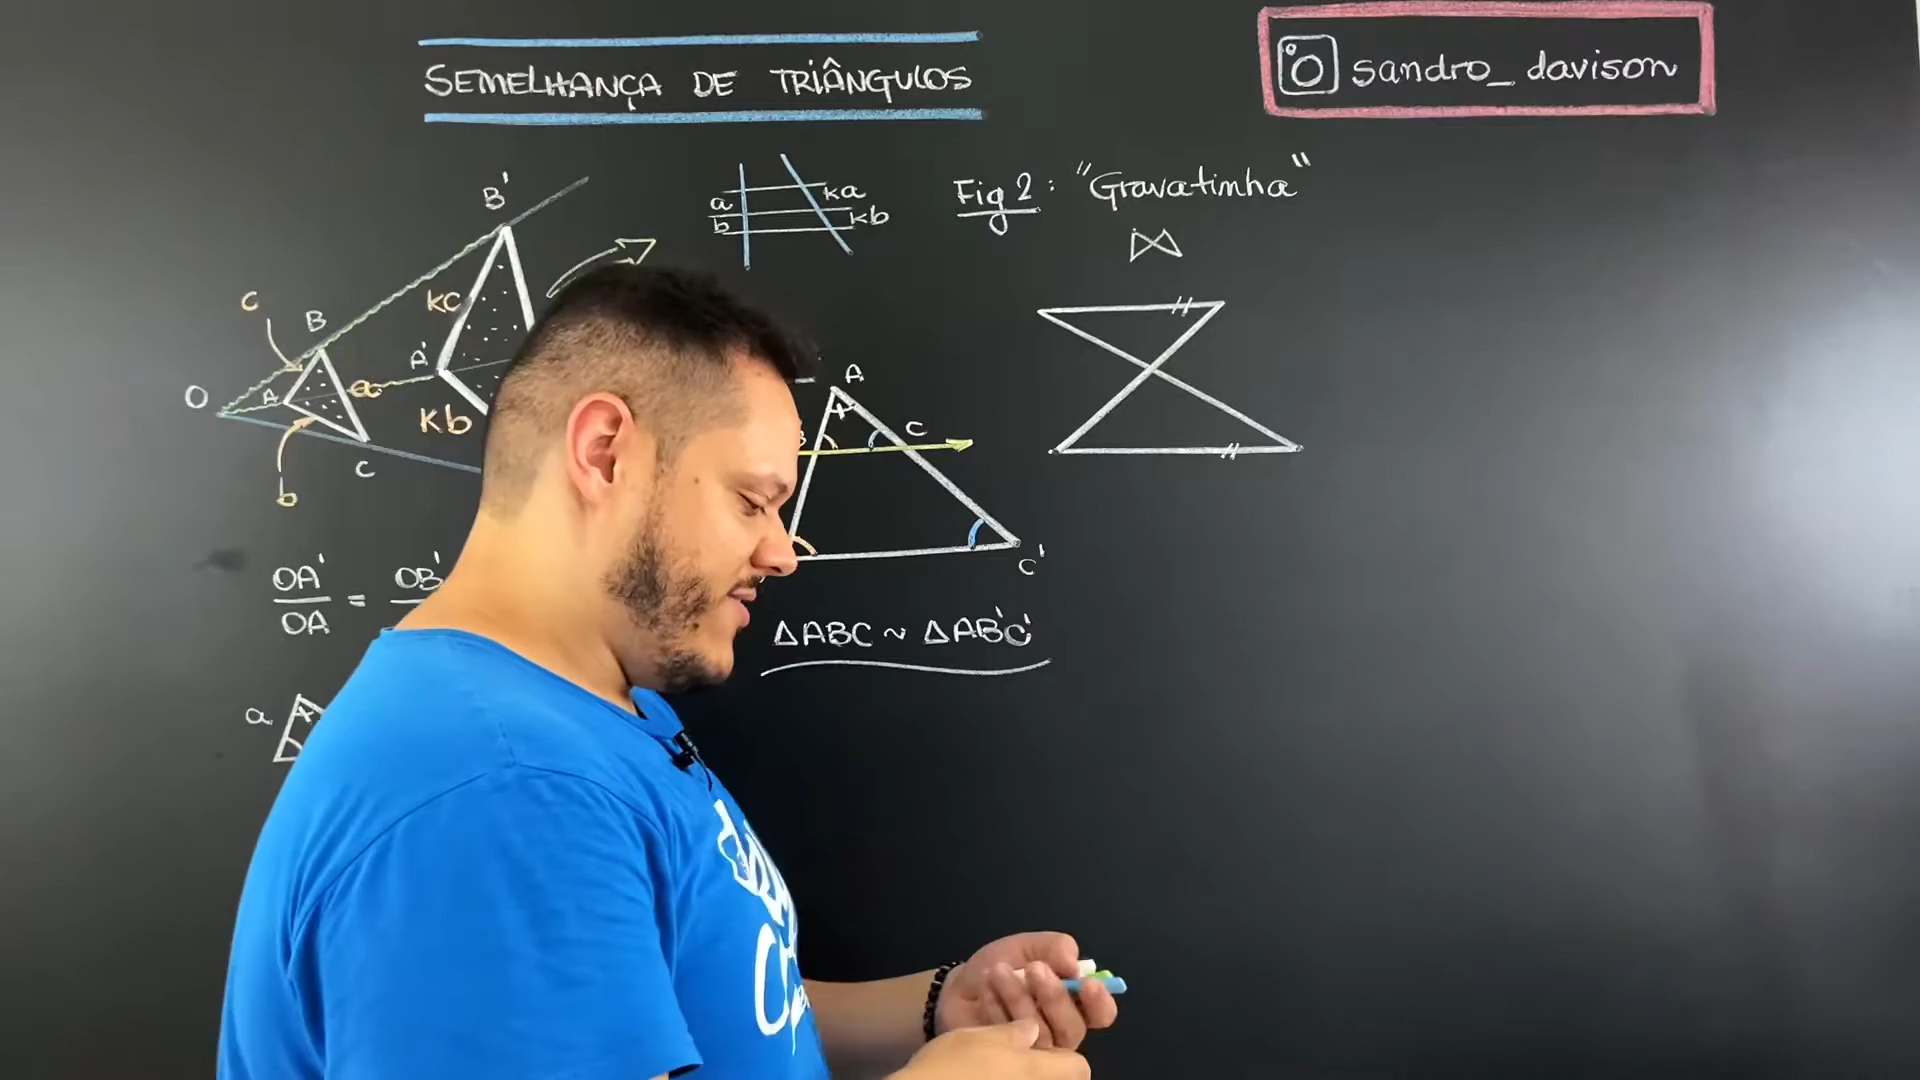 SEMELHANÇA DE TRIÂNGULOS
sandro_davison
B'
a
b
ka
kb
Fig 2: "Gravatinha"
C
B
kc
A'
O
A
a
kb
C
b
A
C
C'
OA'
OA
=
OB'
ΔABC ~ ΔAB'C'
a